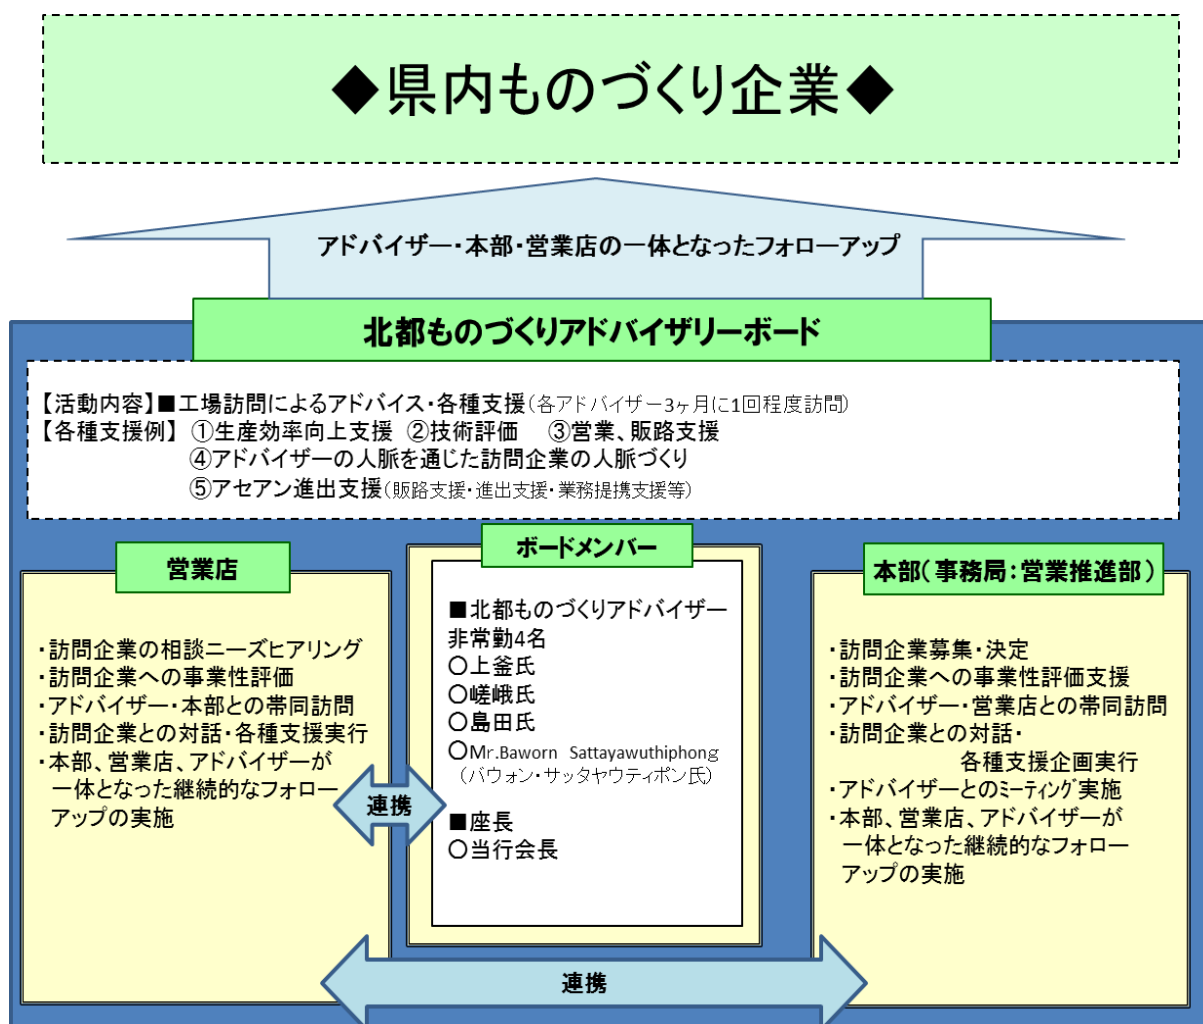 ◆県内ものづくり企業◆
アドバイザー・本部・営業店の一体となったフォローアップ
北都ものづくりアドバイザリーボード
【活動内容】■工場訪問によるアドバイス・各種支援(各アドバイザー3ヶ月に1回程度訪問)
【各種支援例】 ①生産効率向上支援 ②技術評価 ③営業、販路支援
④アドバイザーの人脈を通じた訪問企業の人脈づくり
⑤アセアン進出支援(販路支援・進出支援・業務提携支援等)
営業店
・訪問企業の相談ニーズヒアリング
・訪問企業への事業性評価
・アドバイザー・本部との帯同訪問
・訪問企業との対話・各種支援実行
・本部、営業店、アドバイザーが
一体となった継続的なフォロー
アップの実施
連携
ボードメンバー
■北都ものづくりアドバイザー
非常勤4名
○上釜氏
○嵯峨氏
○島田氏
○Mr.Baworn Sattayawuthiphong
(バウォン・サッタヤウティポン氏)
■座長
○当行会長
本部(事務局:営業推進部)
・訪問企業募集・決定
・訪問企業への事業性評価支援
・アドバイザー・営業店との帯同訪問
・訪問企業との対話・
各種支援企画実行
・アドバイザーとのミーティング実施
・本部、営業店、アドバイザーが
一体となった継続的なフォロー
アップの実施
連携